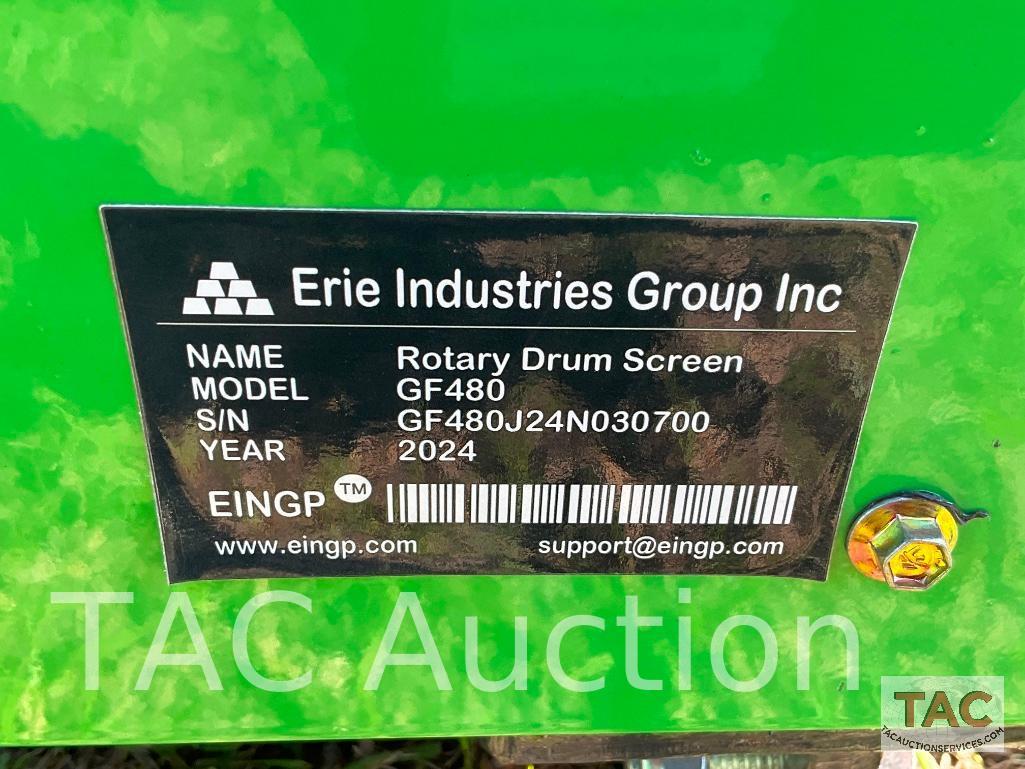 Erie Industries Group Inc
NAME Rotary Drum Screen
MODEL GF480
S/N GF480J24N030700
YEAR 2024
EINGP TM
www.eingp.com support@eingp.com
TAC Auction
TAC
TACAUCTIONSERVICES.COM